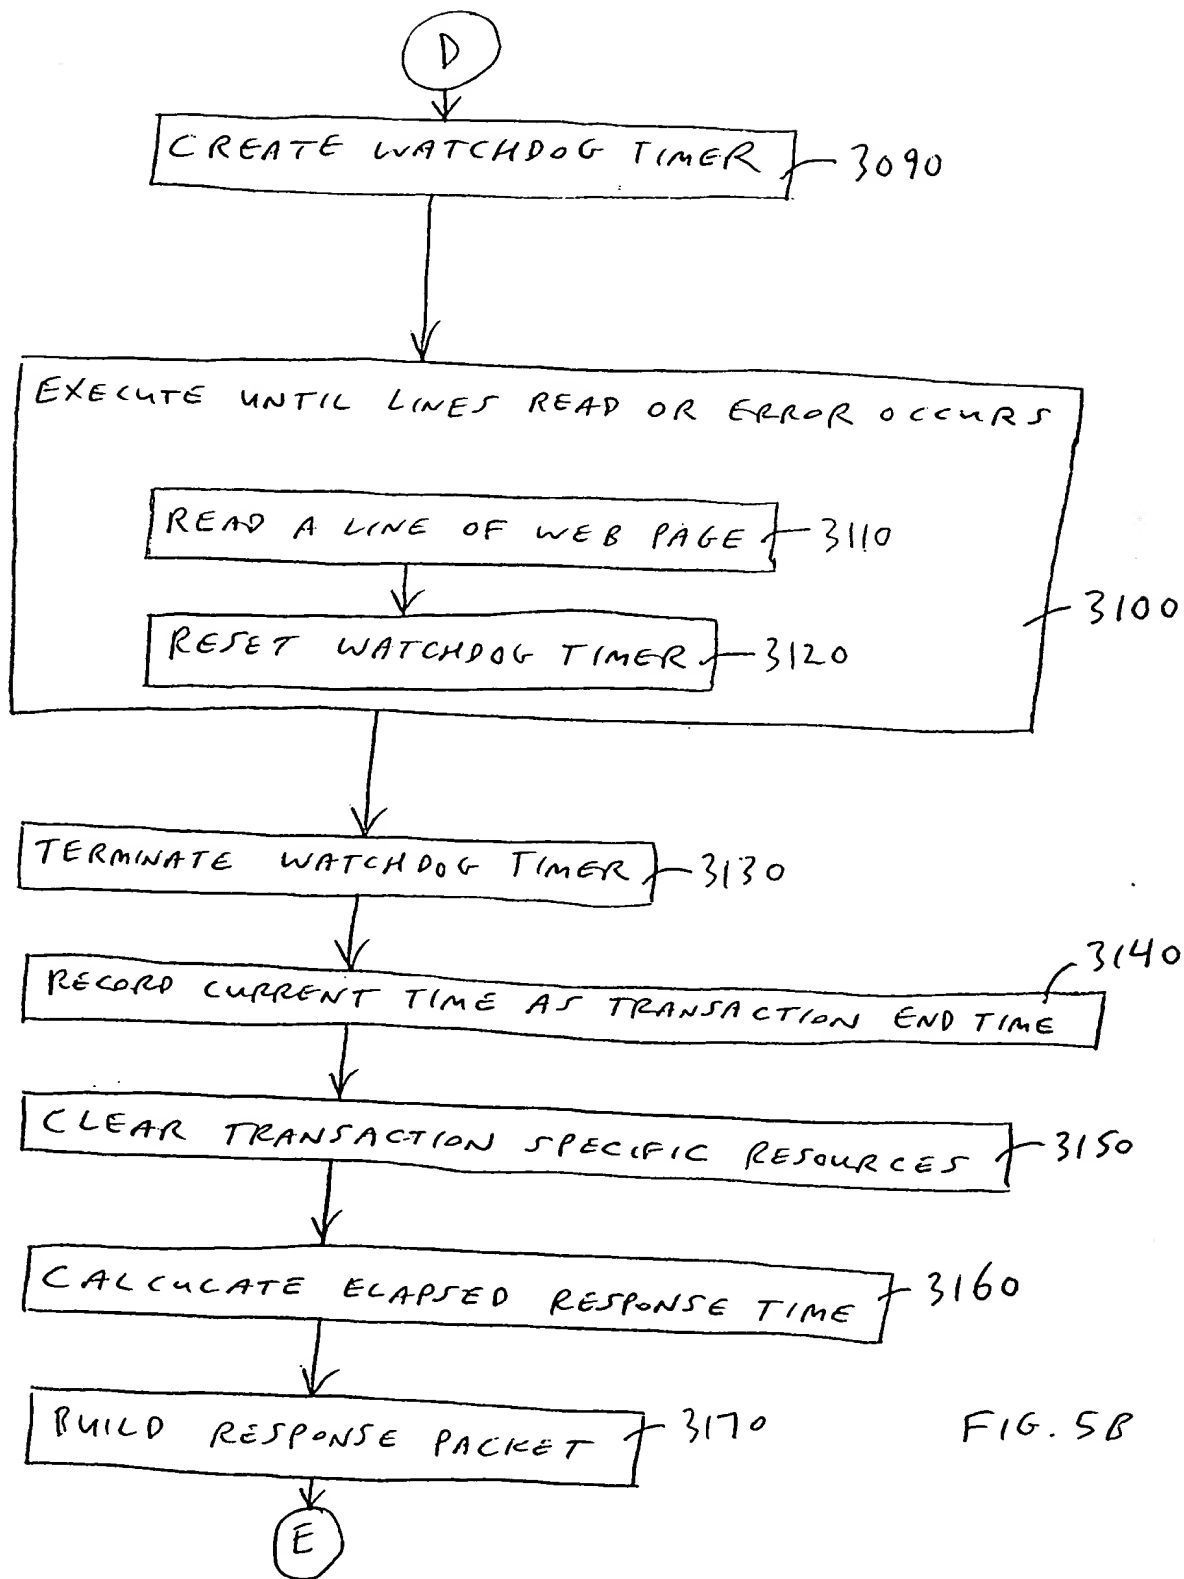 D
CREATE WATCHDOG TIMER 3090
EXECUTE UNTIL LINES READ OR ERROR OCCURS
READ A LINE OF WEB PAGE 3110
3100
RESET WATCHDOG TIMER 3120
TERMINATE WATCHDOG TIMER 3130
3140
RECORD CURRENT TIME AS TRANSACTION END TIME
CLEAR TRANSACTION SPECIFIC RESOURCES 3150
CALCULATE ELAPSED RESPONSE TIME 3160
BUILD RESPONSE PACKET 3170
FIG. 5B
E